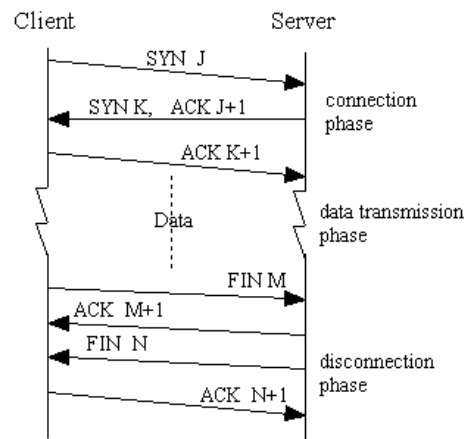 Client
Server
SYN J
SYN K, ACK J+1
connection
phase
ACK K+1
Data
data transmission
phase
FIN M
ACK M+1
FIN N
disconnection
phase
ACK N+1